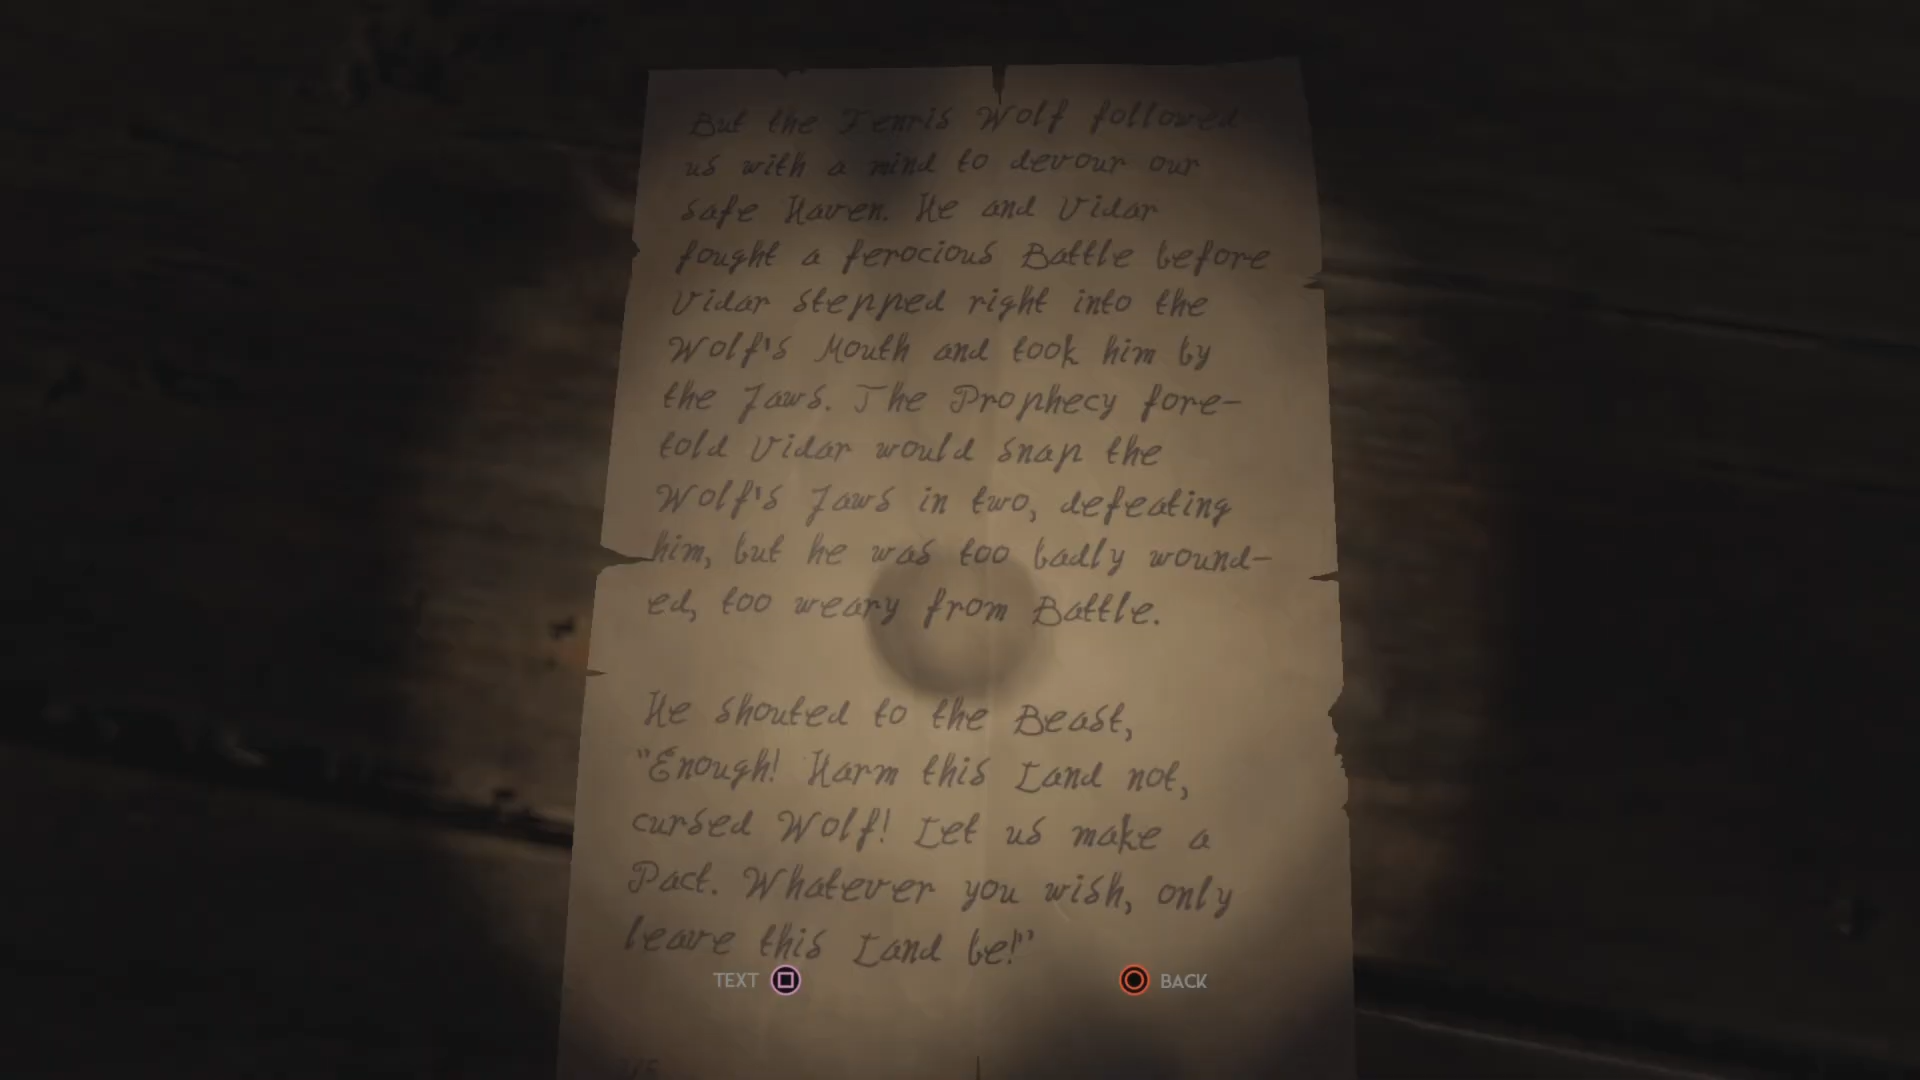 But the Fenris Wolf followed
us with a mind to devour our
safe Haven. He and Vidar
fought a ferocious Battle before
Vidar stepped right into the
Wolf's Mouth and took him by
the Jaws. The Prophecy fore-
told Vidar would snap the
Wolf's Jaws in two, defeating
him, but he was too badly wound-
ed, too weary from Battle.
He shouted to the Beast,
"Enough! Harm this Land not,
cursed Wolf! Let us make a
Pact. Whatever you wish, only
leave this Land be!"
TEXT BACK